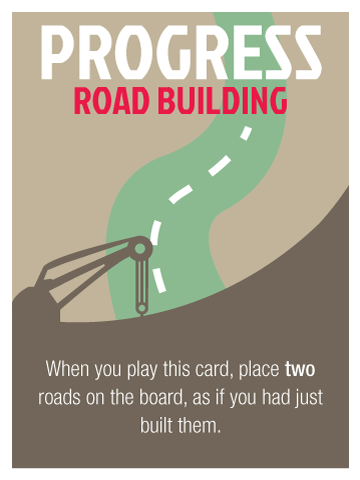 PROGRESS
ROAD BUILDING
When you play this card, place two
roads on the board, as if you had just
built them.